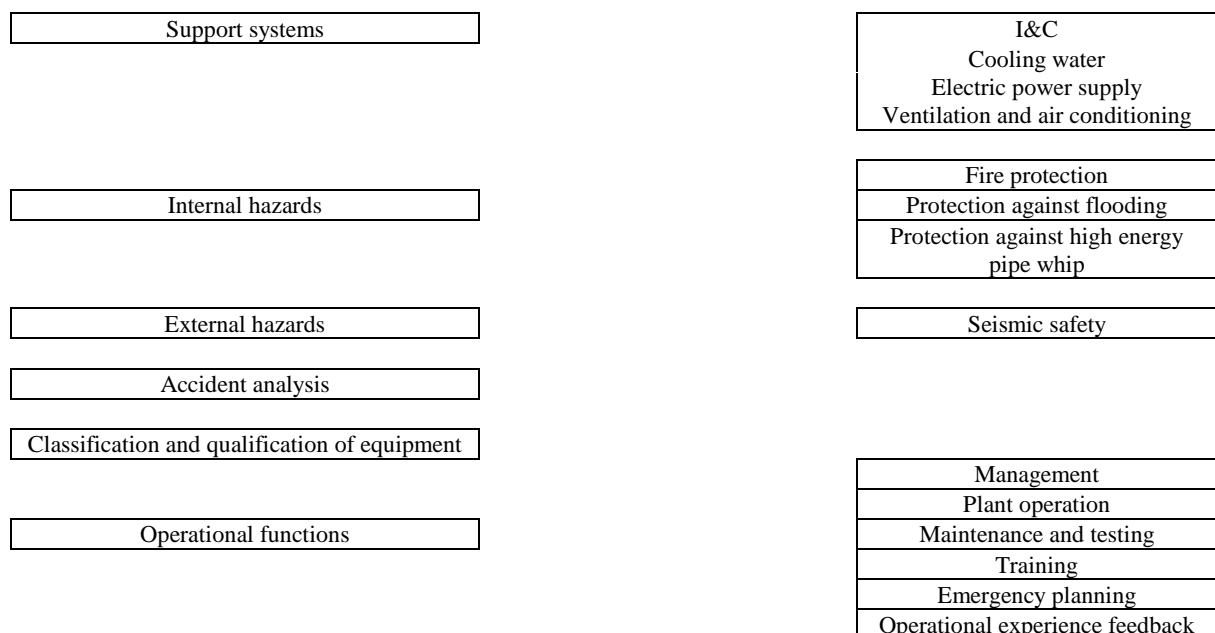 Support systems
I&C
Cooling water
Electric power supply
Ventilation and air conditioning
Fire protection
Internal hazards
Protection against flooding
Protection against high energy
pipe whip
External hazards
Seismic safety
Accident analysis
Classification and qualification of equipment
Management
Plant operation
Operational functions
Maintenance and testing
Training
Emergency planning
Operational experience feedback